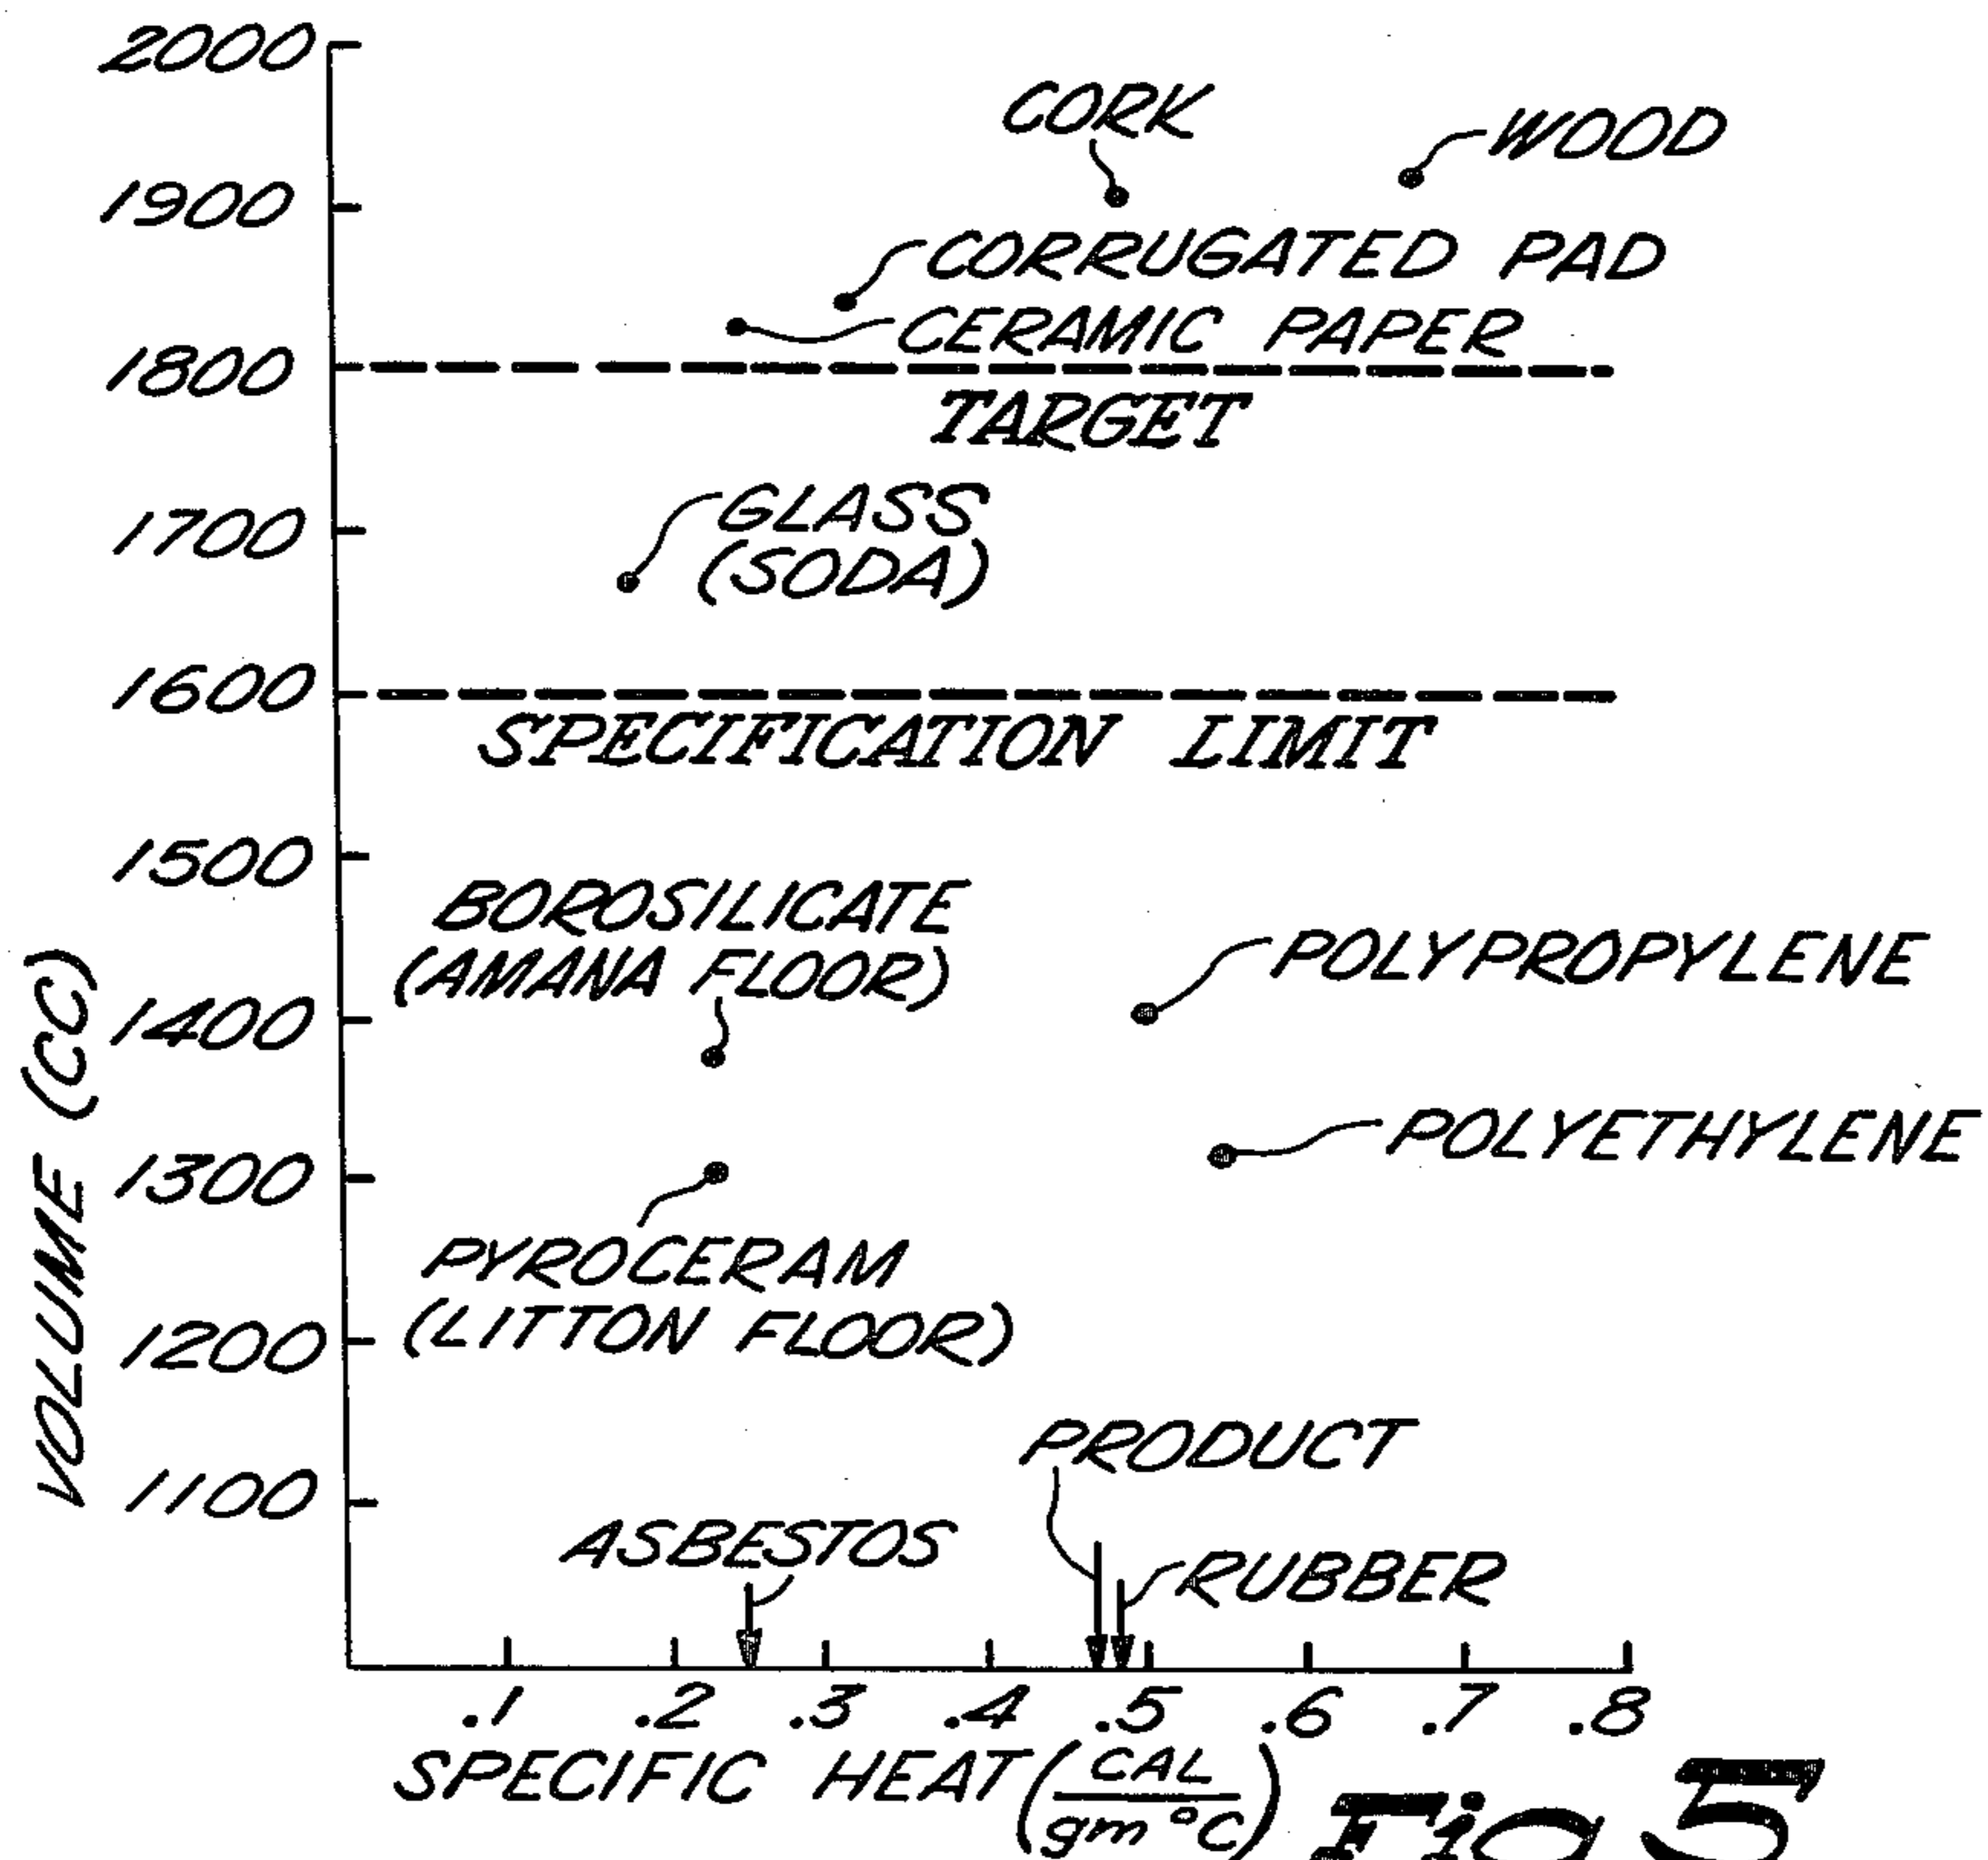 2000
CORK
WOOD
1900
CORRUGATED PAD
CERAMIC PAPER
1800
TARGET
GLASS
(SODA)
1700
1600
SPECIFICATION LIMIT
1500
BOROSILICATE
(AMANA FLOOR)
POLYPROPYLENE
1400
POLYETHYLENE
1300
PYROCERAM
(LITTON FLOOR)
1200
PRODUCT
1100
ASBESTOS
RUBBER
VOLUME (CC)
.1 .2 .3 .4 .5 .6 .7 .8
SPECIFIC HEAT (CAL
gm °C)
Fig 5